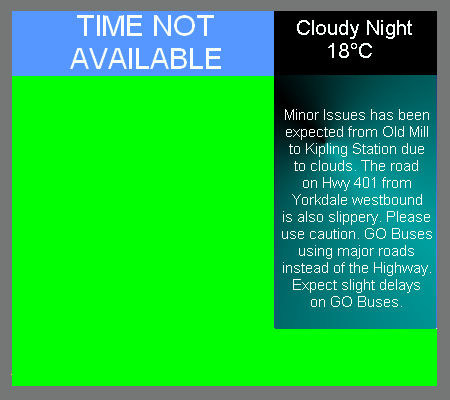 TIME NOT
AVAILABLE
Cloudy Night
18°C
Minor Issues has been
expected from Old Mill
to Kipling Station due
to clouds. The road
on Hwy 401 from
Yorkdale westbound
is also slippery. Please
use caution. GO Buses
using major roads
instead of the Highway.
Expect slight delays
on GO Buses.